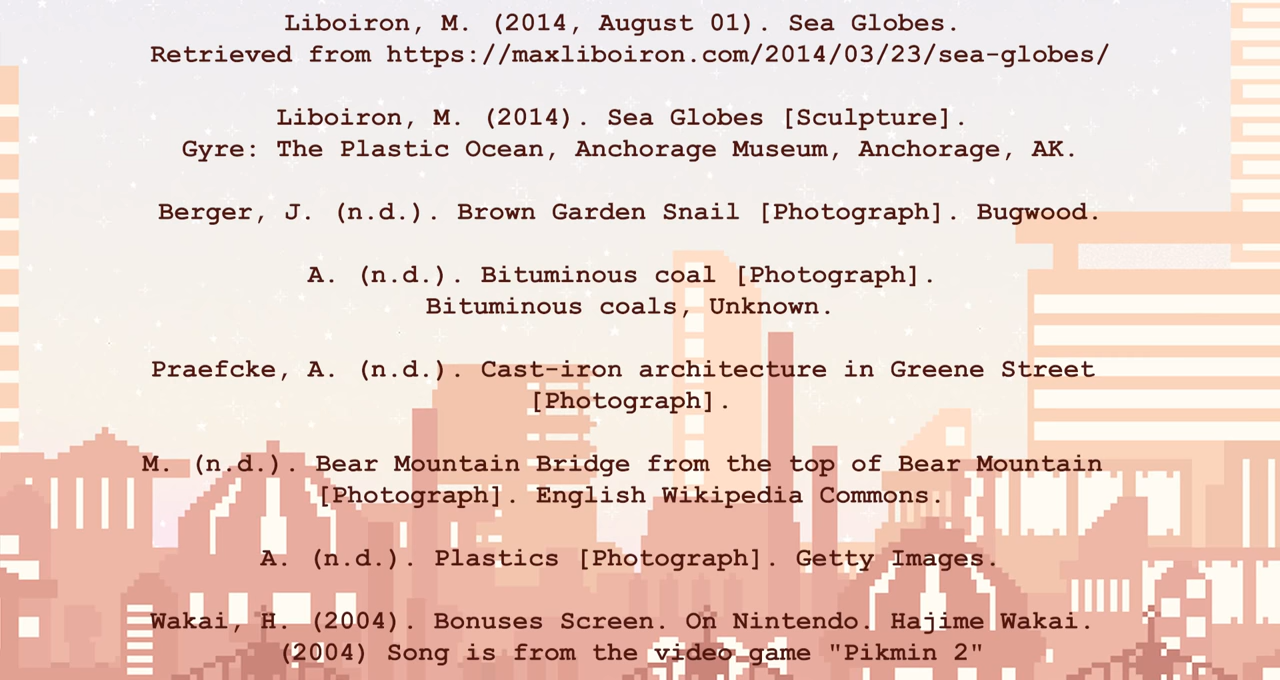 Liboiron, M. (2014, August 01). Sea Globes.
Retrieved from https://maxliboiron.com/2014/03/23/sea-globes/
Liboiron, M. (2014). Sea Globes [Sculpture].
Gyre: The Plastic Ocean, Anchorage Museum, Anchorage, AK.
Berger, J. (n.d.). Brown Garden Snail [Photograph]. Bugwood.
A. (n.d.). Bituminous coal [Photograph].
Bituminous coals, Unknown.
Praefcke, A. (n.d.). Cast-iron architecture in Greene Street
[Photograph].
M. (n.d.). Bear Mountain Bridge from the top of Bear Mountain
[Photograph]. English Wikipedia Commons.
A. (n.d.). Plastics [Photograph]. Getty Images.
Wakai, H. (2004). Bonuses Screen. On Nintendo. Hajime Wakai.
(2004) Song is from the video game "Pikmin 2"